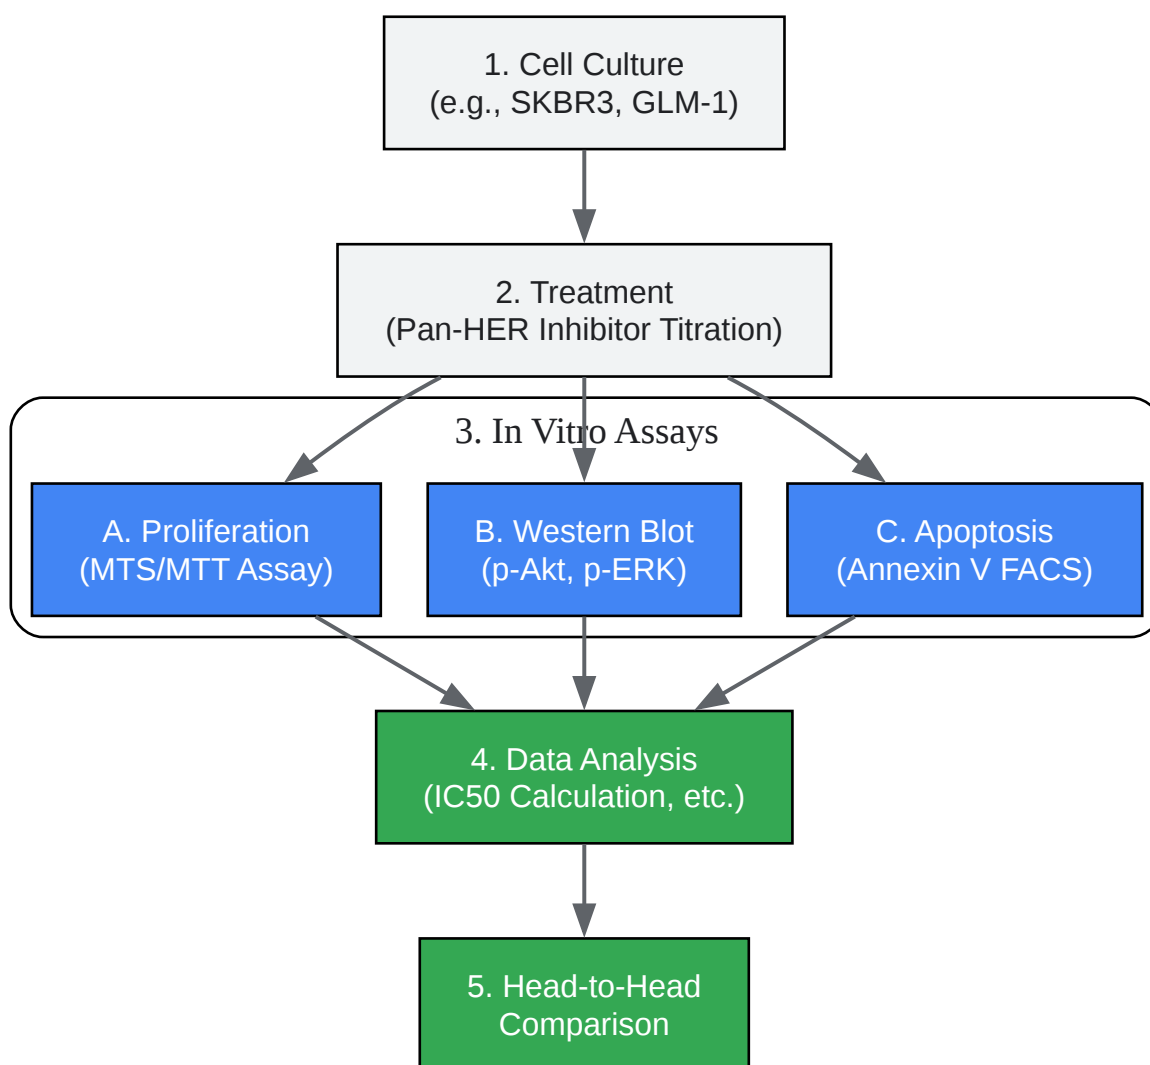 1. Cell Culture
(e.g., SKBR3, GLM-1)
2. Treatment
(Pan-HER Inhibitor Titration)
3. In Vitro Assays
A. Proliferation
(MTS/MTT Assay)
B. Western Blot
(p-Akt, p-ERK)
C. Apoptosis
(Annexin V FACS)
4. Data Analysis
(IC50 Calculation, etc.)
5. Head-to-Head
Comparison